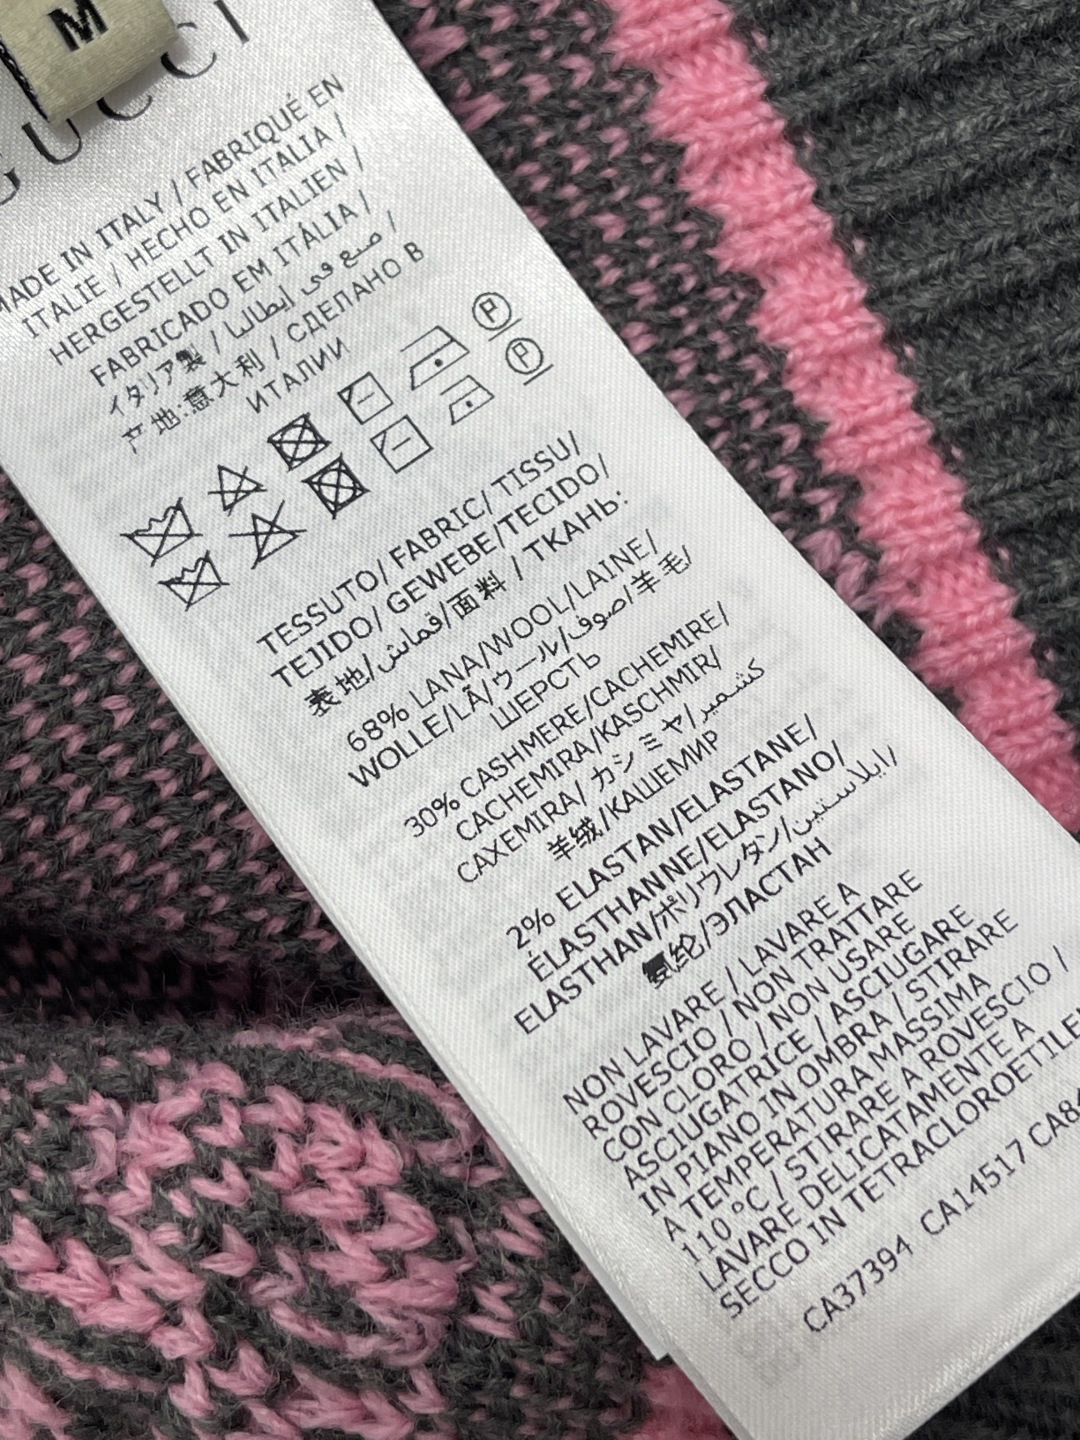 M
GUCCI
MADE IN ITALY / FABRIQUÉ EN
ITALIE / HECHO EN ITALIA /
HERGESTELLT IN ITALIEN /
FABRICADO EM ITÁLIA /
イタリア製 / صنع في إيطاليا /
产地:意大利 / СДЕЛАНО В
ИТАЛИИ
P
P
TESSUTO/ FABRIC/ TISSU/
TEJIDO/ GEWEBE/TECIDO/
表地/قماش/面料 / ТКАНЬ:
68% LANA/WOOL/LAINE/
WOLLE/LÃ/ウール/صوف/羊毛/
ШЕРСТЬ
30% CASHMERE/CACHEMIRE/
CACHEMIRA/KASCHMIR/
CAXEMIRA/ カシミヤ/كشمير
羊绒/КАШЕМИР
2% ELASTAN/ELASTANE/
ÉLASTHANNE/ELASTANO/
ELASTHAN/ポリウレタン/ايلاستين/
氨纶/ЭЛАСТАН
NON LAVARE / LAVARE A
ROVESCIO / NON TRATTARE
CON CLORO / NON USARE
ASCIUGATRICE / ASCIUGARE
IN PIANO IN OMBRA / STIRARE
A TEMPERATURA MASSIMA
110 °C / STIRARE A ROVESCIO /
LAVARE DELICATAMENTE A
SECCO IN TETRACLOROETILE
CA37394 CA14517 CA84